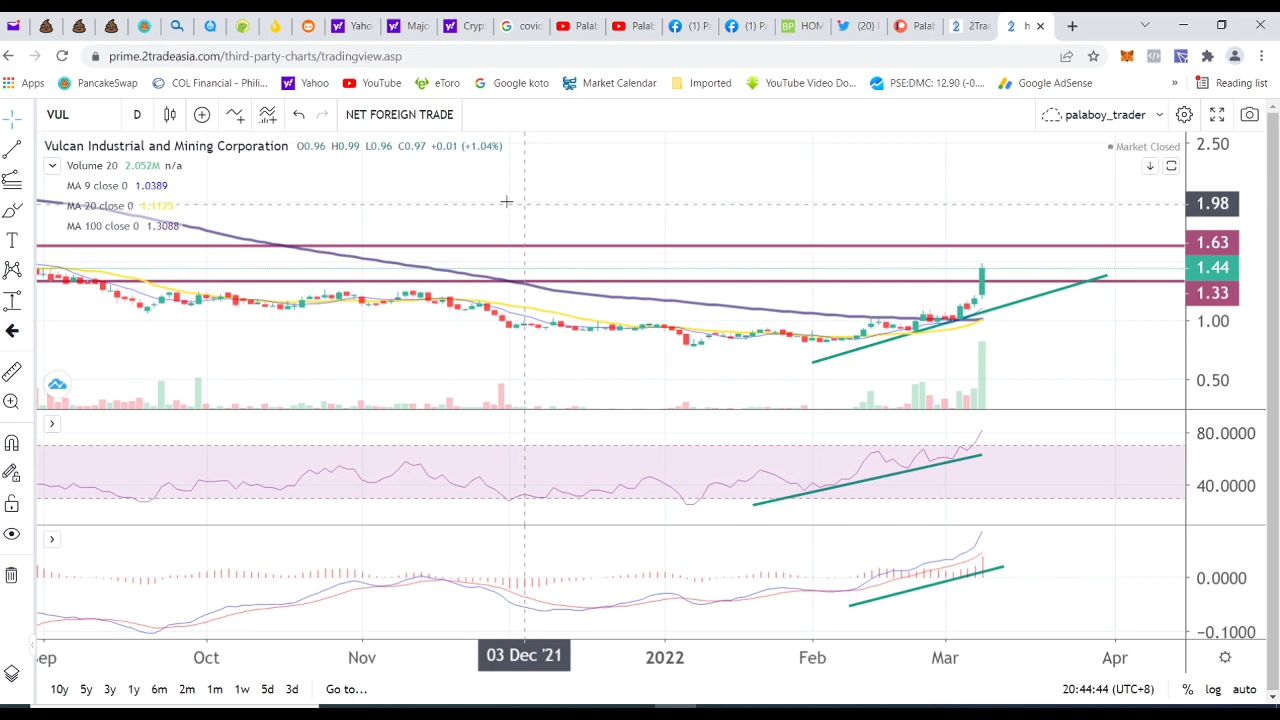 Yaho
Majo
Cryp
covic
Palab
Palab
(1) F
(1) P
HOM
(20)
Palab
2Trac
h
prime.2tradeasia.com/third-party-charts/tradingview.asp
Apps PancakeSwap COL Financial - Phili... Yahoo YouTube eToro Google koto Market Calendar Imported YouTube Video Do... PSE:DMC: 12.90 (-0.... Google AdSense » Reading list
VUL D NET FOREIGN TRADE palaboy_trader
Vulcan Industrial and Mining Corporation O0.96 H0.99 L0.96 C0.97 +0.01 (+1.04%) Market Closed 2.50
Volume 20 2.052M n/a
MA 9 close 0 1.0389
MA 20 close 0 1.1125 1.98
MA 100 close 0 1.3088
1.63
1.44
1.33
1.00
0.50
80.0000
40.0000
0.0000
−0.1000
ep Oct Nov 03 Dec '21 2022 Feb Mar Apr
10y 5y 3y 1y 6m 2m 1m 1w 5d 3d Go to... 20:44:44 (UTC+8) % log auto